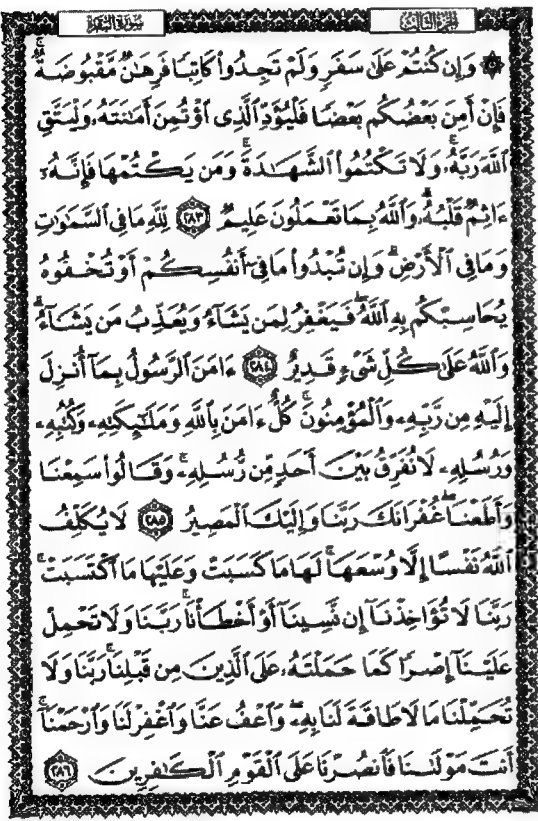 سورة البقرة
الجزء الثالث
۞ وَإِن كُنتُمْ عَلَىٰ سَفَرٍ وَلَمْ تَجِدُوا۟ كَاتِبًا فَرِهَـٰنٌ مَّقْبُوضَةٌ ۖ
فَإِنْ أَمِنَ بَعْضُكُم بَعْضًا فَلْيُؤَدِّ ٱلَّذِى ٱؤْتُمِنَ أَمَـٰنَتَهُۥ وَلْيَتَّقِ
ٱللَّهَ رَبَّهُۥ ۗ وَلَا تَكْتُمُوا۟ ٱلشَّهَـٰدَةَ ۚ وَمَن يَكْتُمْهَا فَإِنَّهُۥٓ
ءَاثِمٌ قَلْبُهُۥ ۗ وَٱللَّهُ بِمَا تَعْمَلُونَ عَلِيمٌ ٢٨٣ لِّلَّهِ مَا فِى ٱلسَّمَـٰوَٰتِ
وَمَا فِى ٱلْأَرْضِ ۗ وَإِن تُبْدُوا۟ مَا فِىٓ أَنفُسِكُمْ أَوْ تُخْفُوهُ
يُحَاسِبْكُم بِهِ ٱللَّهُ ۖ فَيَغْفِرُ لِمَن يَشَآءُ وَيُعَذِّبُ مَن يَشَآءُ ۗ
وَٱللَّهُ عَلَىٰ كُلِّ شَىْءٍ قَدِيرٌ ٢٨٤ ءَامَنَ ٱلرَّسُولُ بِمَآ أُنزِلَ
إِلَيْهِ مِن رَّبِّهِۦ وَٱلْمُؤْمِنُونَ ۚ كُلٌّ ءَامَنَ بِٱللَّهِ وَمَلَـٰٓئِكَتِهِۦ وَكُتُبِهِۦ
وَرُسُلِهِۦ لَا نُفَرِّقُ بَيْنَ أَحَدٍ مِّن رُّسُلِهِۦ ۚ وَقَالُوا۟ سَمِعْنَا
وَأَطَعْنَا ۖ غُفْرَانَكَ رَبَّنَا وَإِلَيْكَ ٱلْمَصِيرُ ٢٨٥ لَا يُكَلِّفُ
ٱللَّهُ نَفْسًا إِلَّا وُسْعَهَا ۚ لَهَا مَا كَسَبَتْ وَعَلَيْهَا مَا ٱكْتَسَبَتْ ۗ
رَبَّنَا لَا تُؤَاخِذْنَآ إِن نَّسِينَآ أَوْ أَخْطَأْنَا ۚ رَبَّنَا وَلَا تَحْمِلْ
عَلَيْنَآ إِصْرًا كَمَا حَمَلْتَهُۥ عَلَى ٱلَّذِينَ مِن قَبْلِنَا ۚ رَبَّنَا وَلَا
تُحَمِّلْنَا مَا لَا طَاقَةَ لَنَا بِهِۦ ۖ وَٱعْفُ عَنَّا وَٱغْفِرْ لَنَا وَٱرْحَمْنَآ ۚ
أَنتَ مَوْلَىٰنَا فَٱنصُرْنَا عَلَى ٱلْقَوْمِ ٱلْكَـٰفِرِينَ ٢٨٦